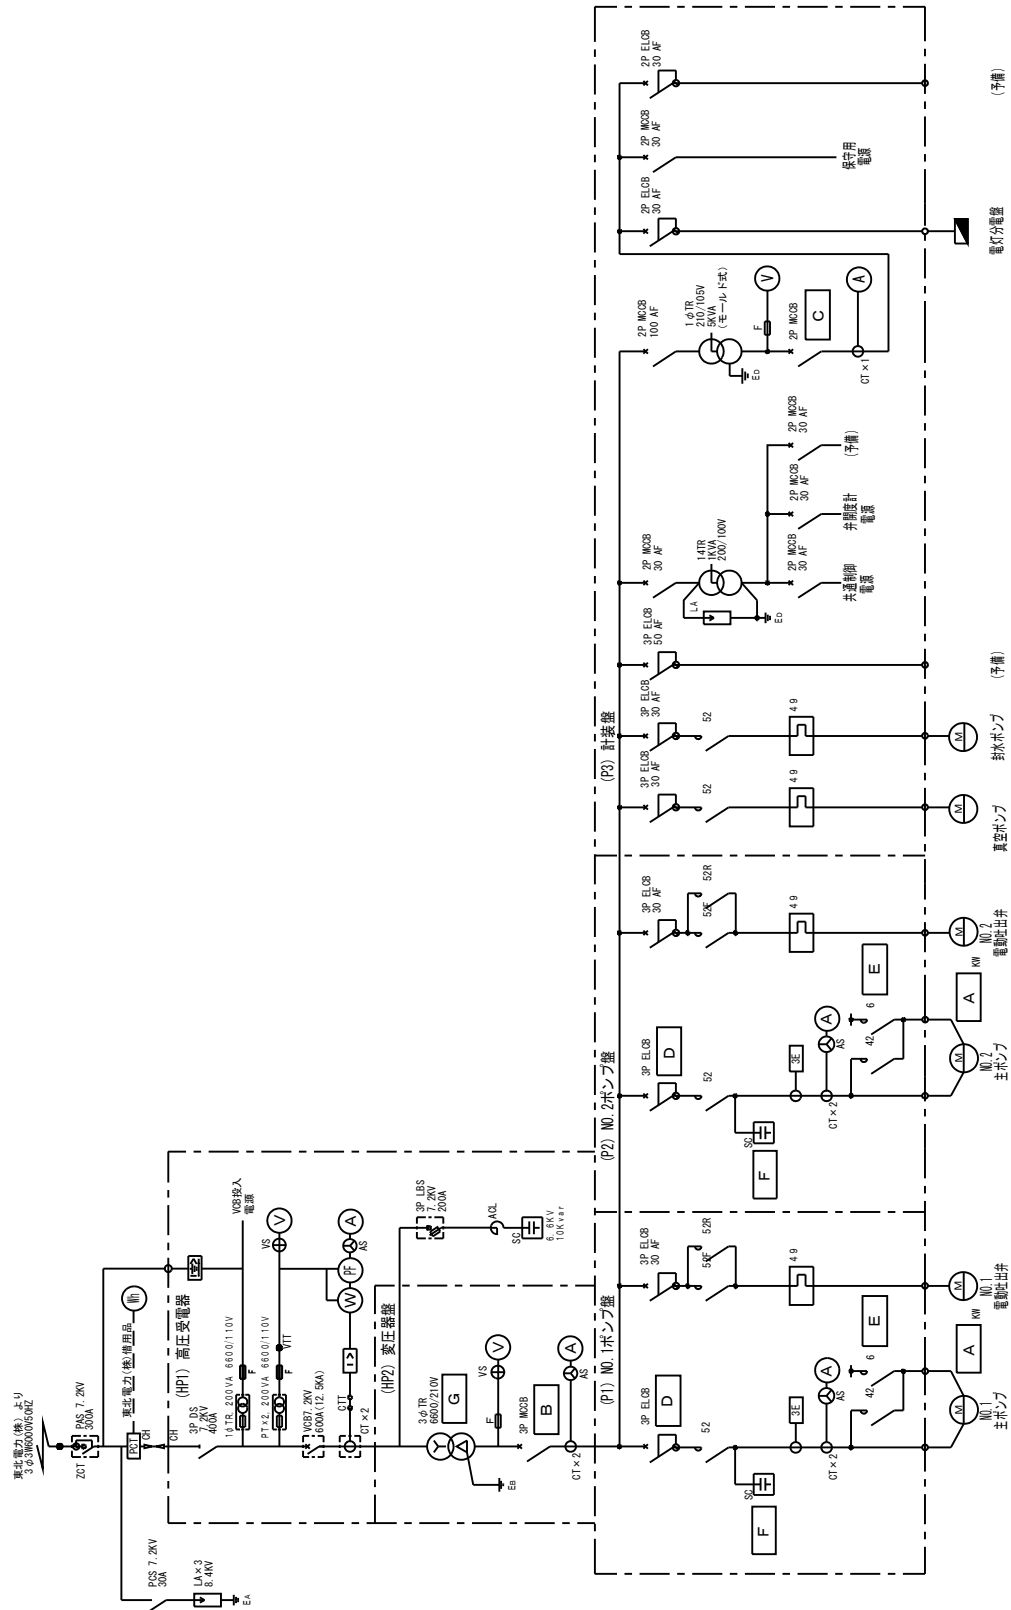 東北電力(株)より
3φ3W6000V50HZ
PAS 7.2KV
300A
ZCT
PCT
東北電力(株)借用品
Wh
CH
CH
PCS 7.2KV
30A
LA×3
8.4KV
EA
(HP1) 高圧受電器
3P DS
7.2KV
400A
1φTR. 200VA 6600/110V
F
VCB投入
電源
PT×2 200VA 6600/110V
F
VTT
VS
V
VCB7.2KV
600A(12.5KA)
CTT
CT×2
I>
W
PF
AS
A
(HP2) 変圧器盤
3P LBS
7.2KV
200A
ACL
SC
6.6KV
10Kvar
3φTR
6600/210V
G
EB
F
VS
V
3P MCCB
B
CT×2
AS
A
(P1) NO.1ポンプ盤
3P ELCB
D
52
SC
F
3E
CT×2
AS
A
E
6
42
A
KW
M
NO.1
主ポンプ
3P ELCB
30 AF
52R
52F
49
M
NO.1
電動吐出弁
(P2) NO.2ポンプ盤
3P ELCB
D
52
SC
F
3E
CT×2
AS
A
E
6
42
A
KW
M
NO.2
主ポンプ
3P ELCB
30 AF
52R
52F
49
M
NO.2
電動吐出弁
(P3) 計装盤
3P ELCB
30 AF
52
49
M
真空ポンプ
3P ELCB
30 AF
52
49
M
封水ポンプ
3P ELCB
50 AF
(予備)
2P MCCB
30 AF
14TR
1KVA
200/100V
LA
ED
2P MCCB
30 AF
共通制御
電源
2P MCCB
30 AF
弁開度計
電源
2P MCCB
30 AF
(予備)
2P MCCB
100 AF
1φTR
210/105V
5KVA
(モールド式)
ED
F
V
2P MCCB
C
CT×1
A
2P ELCB
30 AF
電灯分電盤
2P MCCB
30 AF
保守用
電源
2P ELCB
30 AF
(予備)